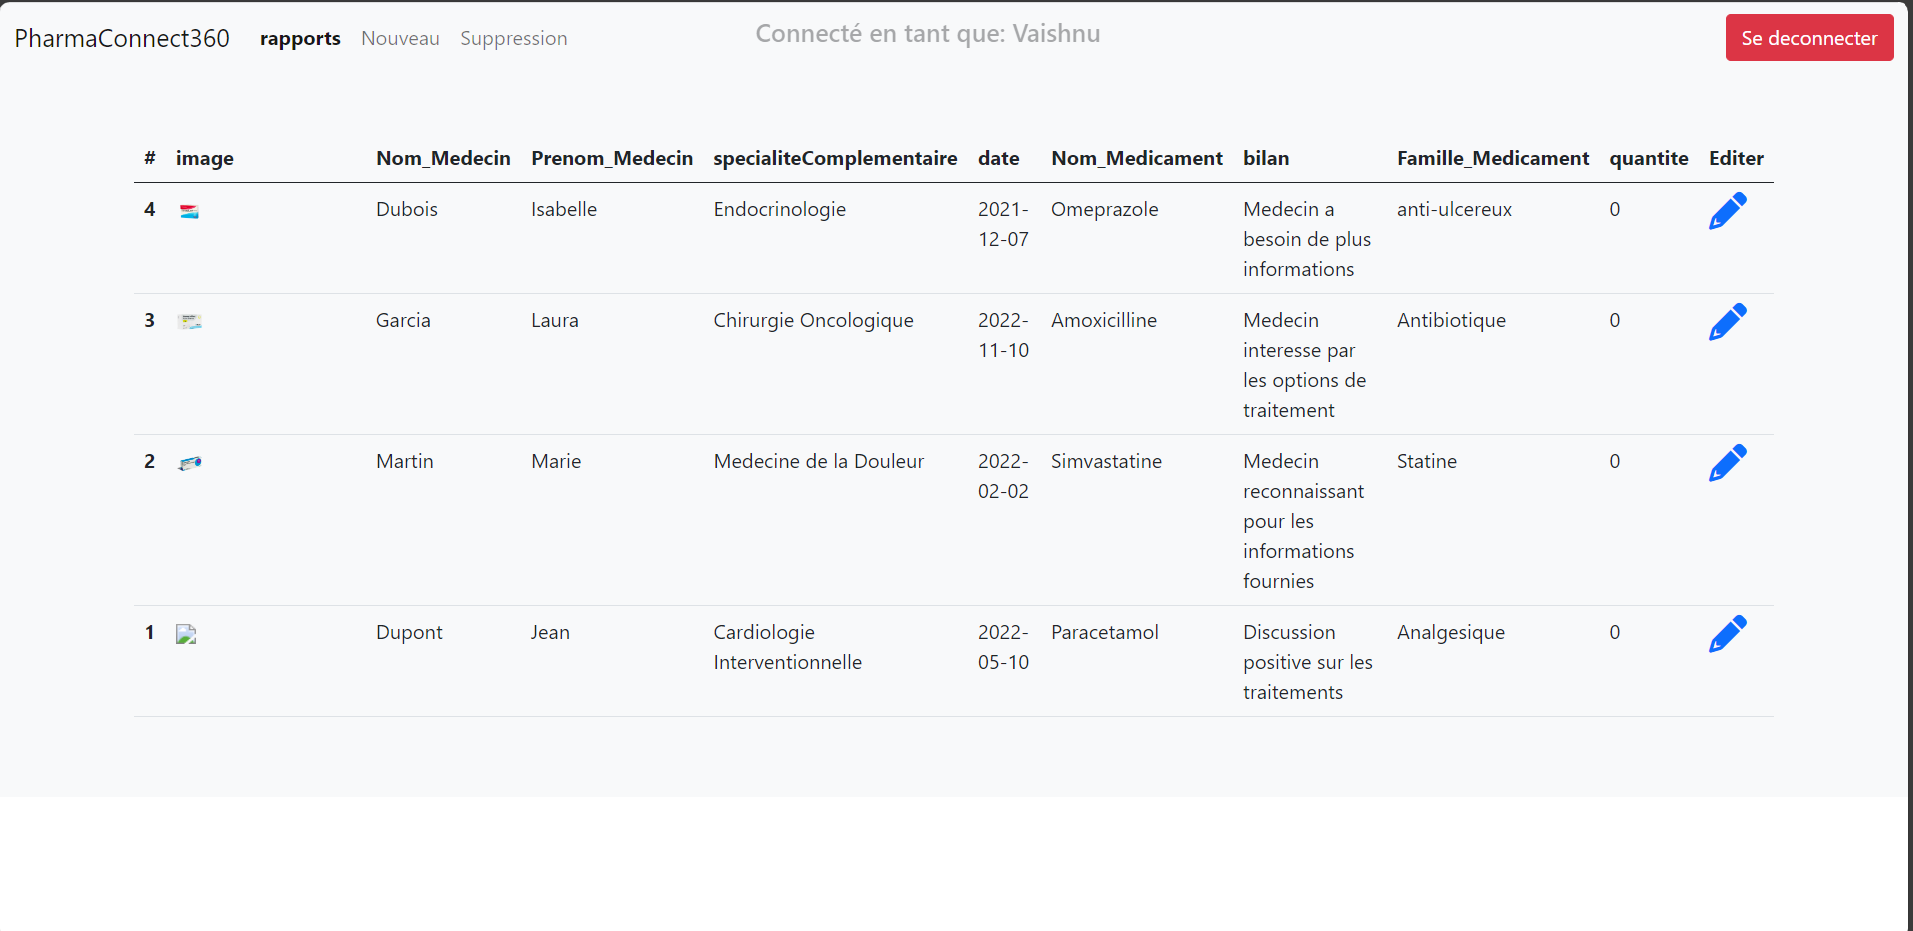 PharmaConnect360 rapports Nouveau Suppression Connecté en tant que: Vaishnu Se deconnecter
# image Nom_Medecin Prenom_Medecin specialiteComplementaire date Nom_Medicament bilan Famille_Medicament quantite Editer
4 Dubois Isabelle Endocrinologie 2021- Omeprazole Medecin a anti-ulcereux 0
12-07 besoin de plus
informations
3 Garcia Laura Chirurgie Oncologique 2022- Amoxicilline Medecin Antibiotique 0
11-10 interesse par
les options de
traitement
2 Martin Marie Medecine de la Douleur 2022- Simvastatine Medecin Statine 0
02-02 reconnaissant
pour les
informations
fournies
1 Dupont Jean Cardiologie 2022- Paracetamol Discussion Analgesique 0
Interventionnelle 05-10 positive sur les
traitements